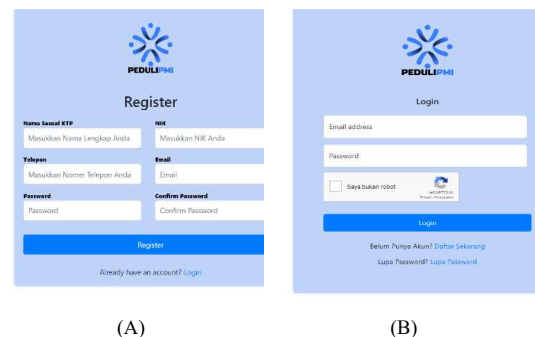 PEDULIPMI
Register
Nama Sesuai KTP
NIK
Masukkan Nama Lengkap Anda
Masukkan NIK Anda
Telepon
Email
Masukkan Nomer Telepon Anda
Email
Password
Confirm Password
Password
Confirm Password
Register
Already have an account? Login
(A)
PEDULIPMI
Login
Email address
Password
Saya bukan robot
reCAPTCHA
Login
Belum Punya Akun? Daftar Sekarang
Lupa Password? Lupa Password
(B)